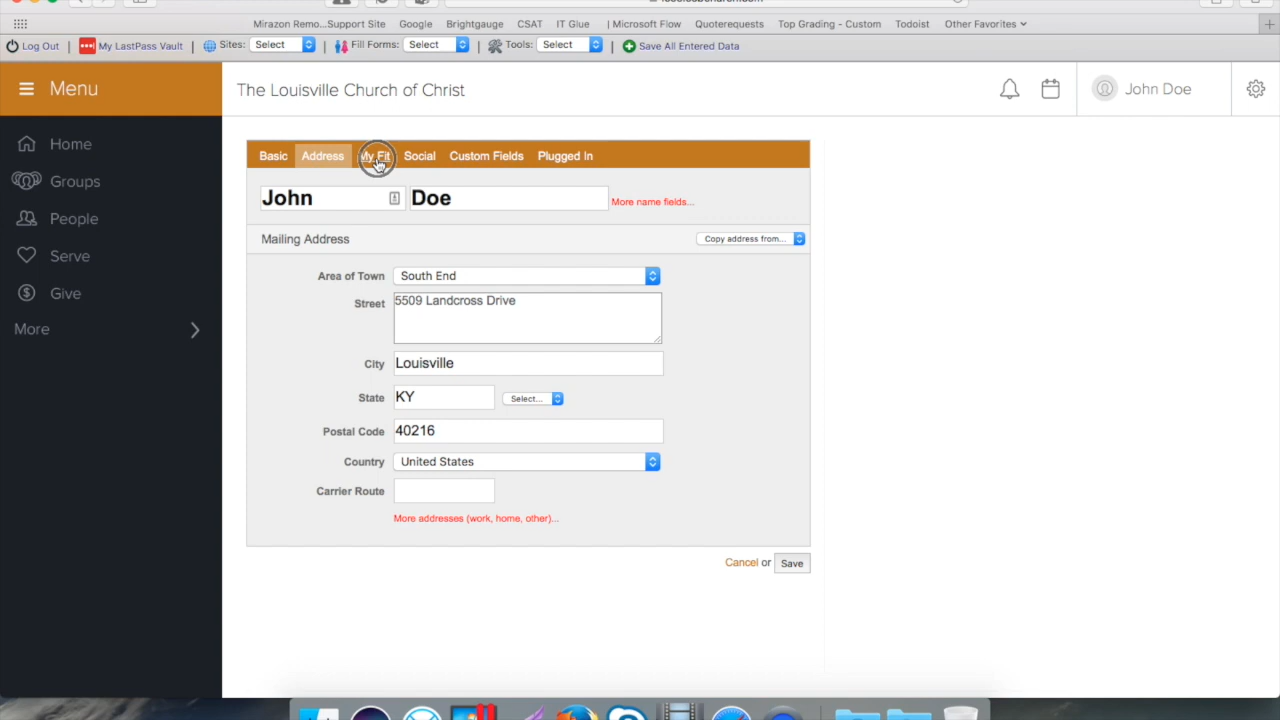 Mirazon Remo...Support Site Google Brightgauge CSAT IT Glue | Microsoft Flow Quoterequests Top Grading - Custom Todoist Other Favorites
Log Out | My LastPass Vault | Sites: Select | Fill Forms: Select | Tools: Select | Save All Entered Data
Menu The Louisville Church of Christ John Doe
Home
Groups
People
Serve
Give
More
Basic Address My Fit Social Custom Fields Plugged In
John Doe More name fields...
Mailing Address Copy address from...
Area of Town South End
Street 5509 Landcross Drive
City Louisville
State KY Select...
Postal Code 40216
Country United States
Carrier Route
More addresses (work, home, other)...
Cancel or Save